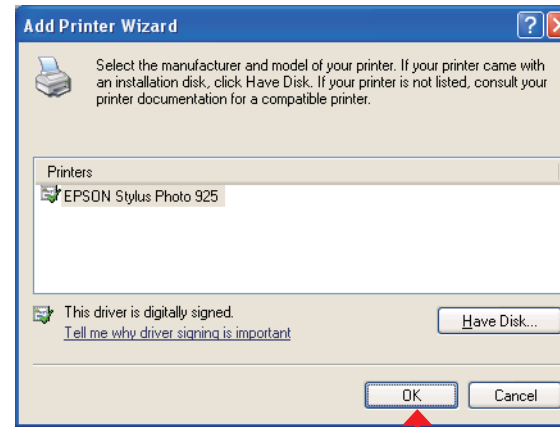 Add Printer Wizard
Select the manufacturer and model of your printer. If your printer came with
an installation disk, click Have Disk. If your printer is not listed, consult your
printer documentation for a compatible printer.
Printers
EPSON Stylus Photo 925
This driver is digitally signed.
Tell me why driver signing is important
Have Disk...
OK
Cancel